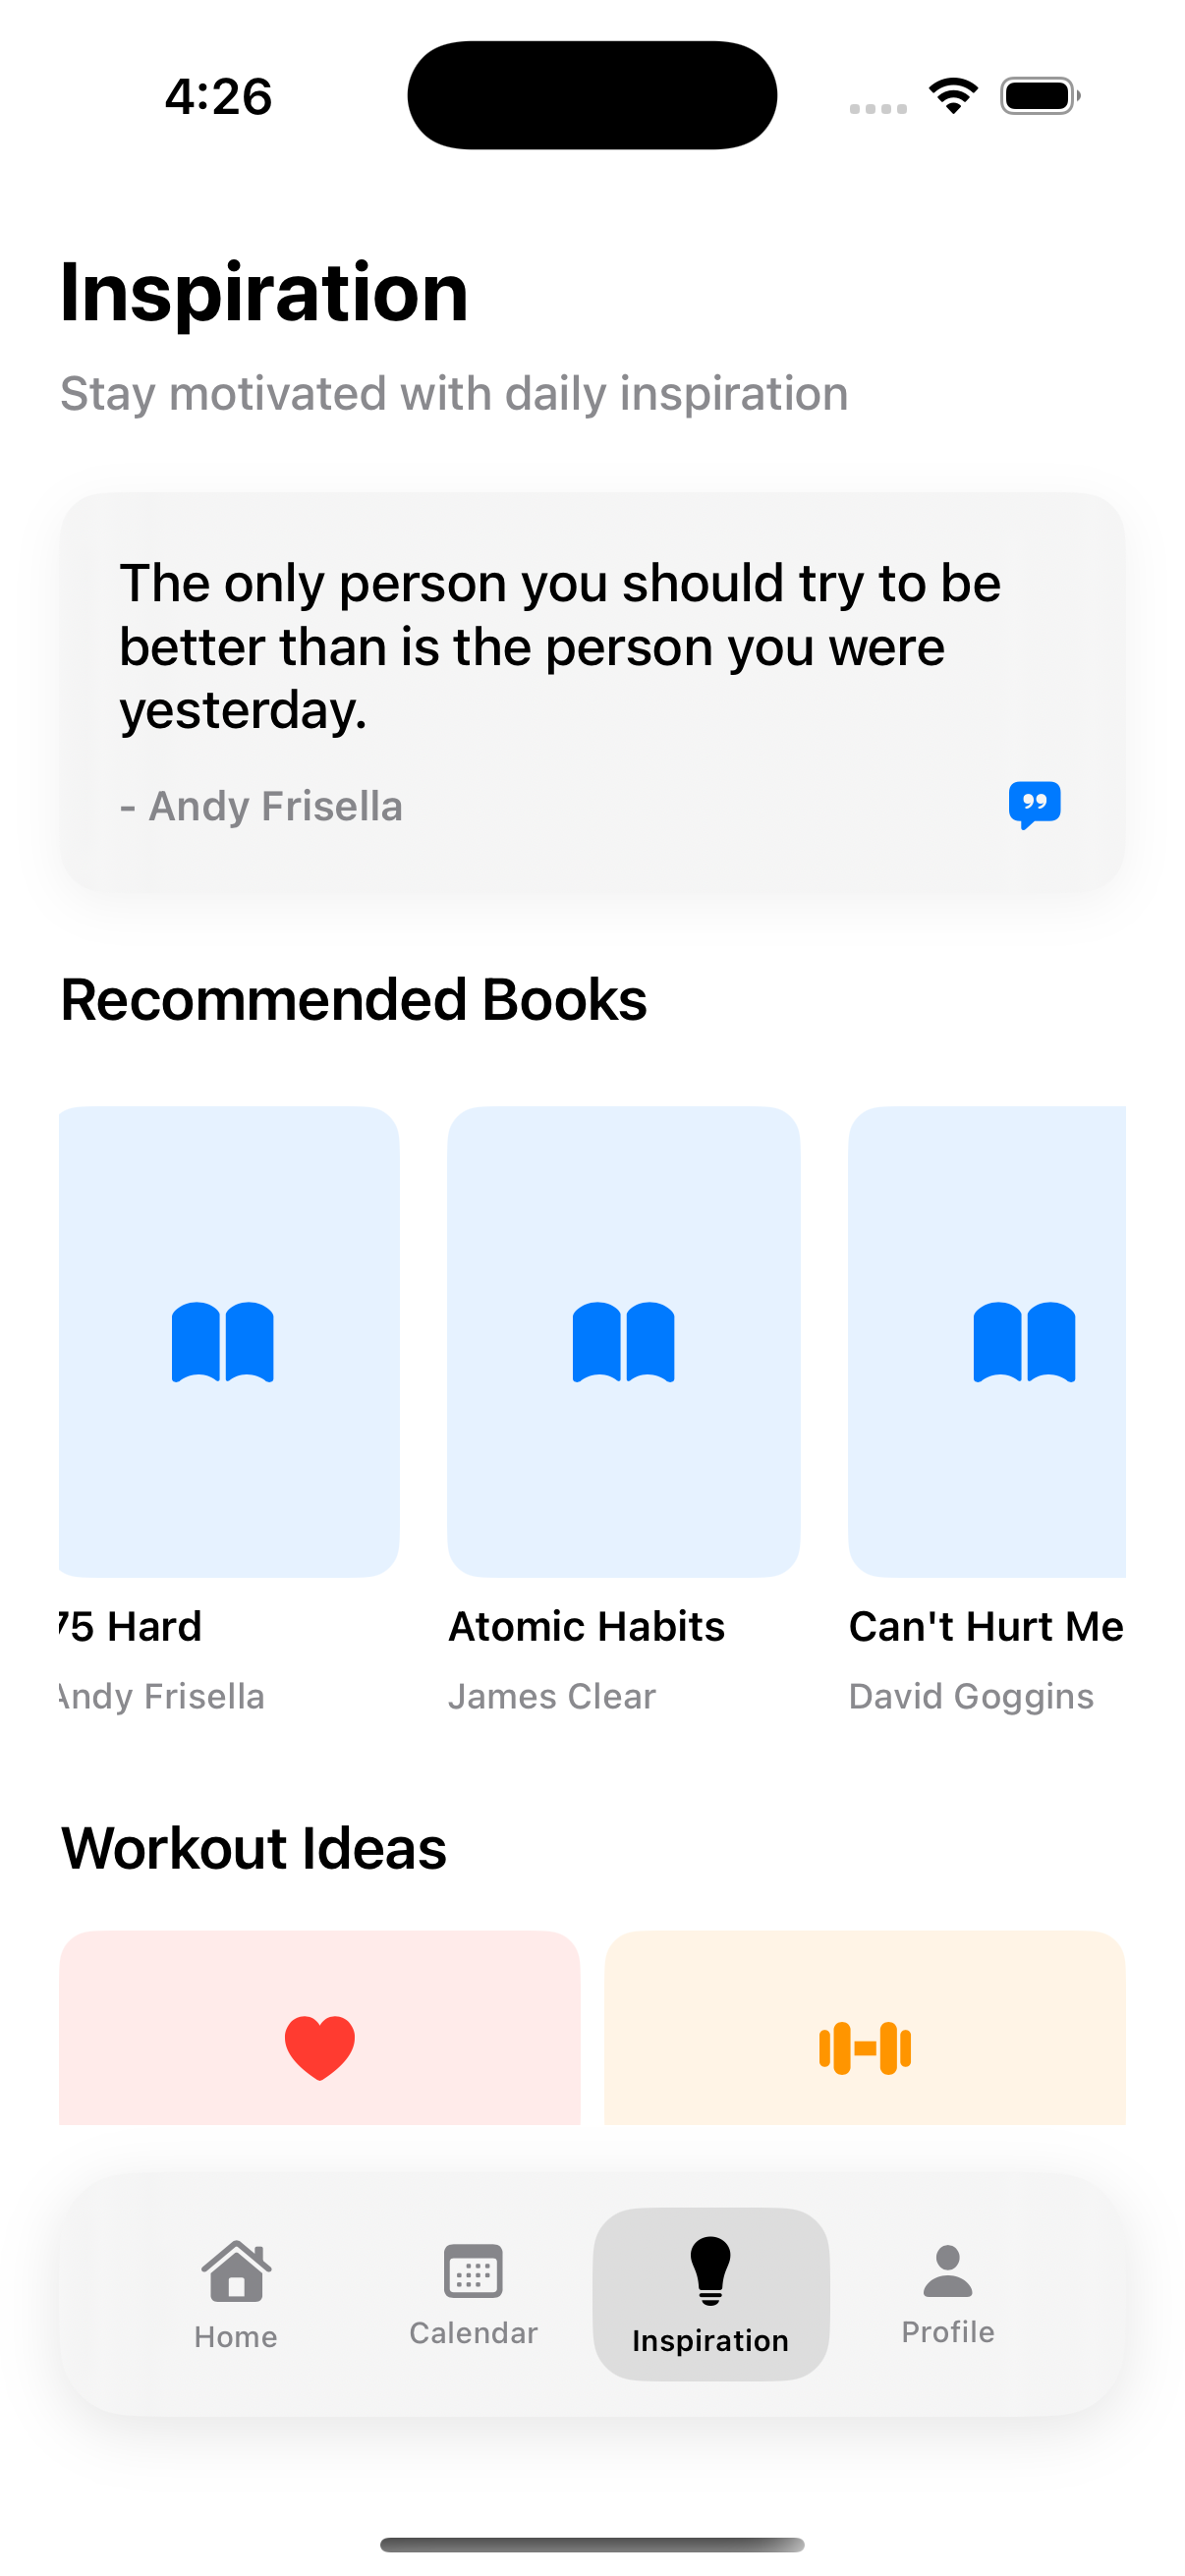 4:26
Inspiration
Stay motivated with daily inspiration
The only person you should try to be
better than is the person you were
yesterday.
- Andy Frisella
Recommended Books
75 Hard
Atomic Habits
Can't Hurt Me
Andy Frisella
James Clear
David Goggins
Workout Ideas
Home
Calendar
Inspiration
Profile